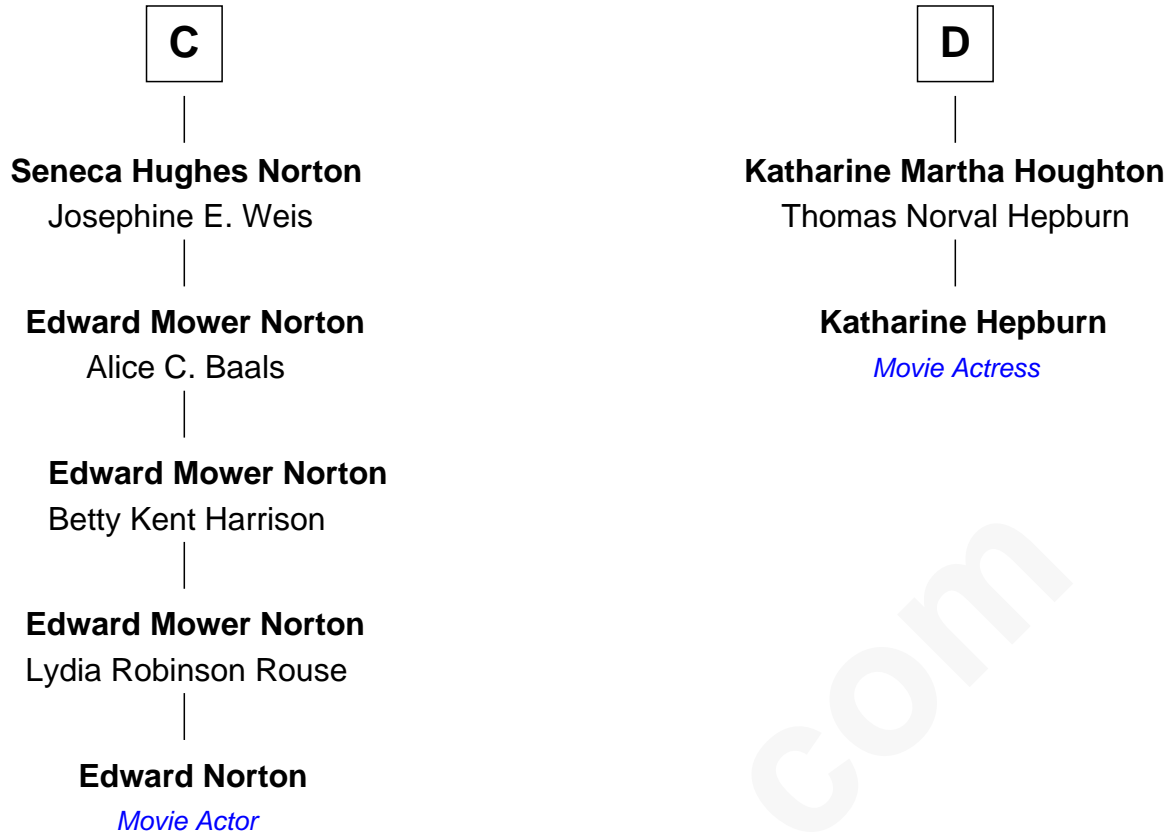 C
Seneca Hughes Norton
Josephine E. Weis
Edward Mower Norton
Alice C. Baals
Edward Mower Norton
Betty Kent Harrison
Edward Mower Norton
Lydia Robinson Rouse
Edward Norton
Movie Actor
D
Katharine Martha Houghton
Thomas Norval Hepburn
Katharine Hepburn
Movie Actress
com